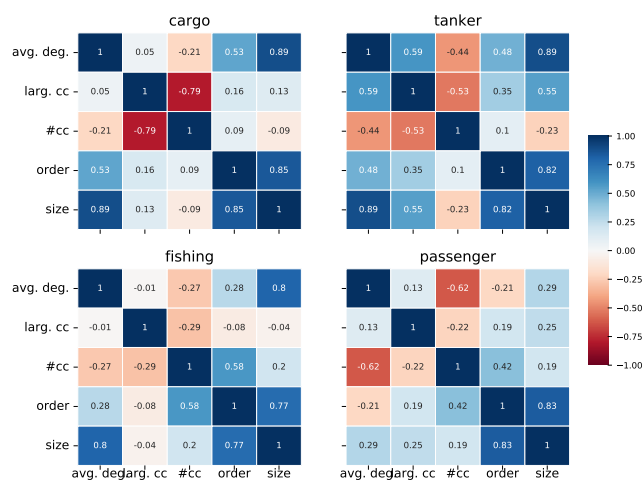 cargo tanker
avg. deg. 1 0.05 -0.21 0.53 0.89 1 0.59 -0.44 0.48 0.89
larg. cc 0.05 1 -0.79 0.16 0.13 0.59 1 -0.53 0.35 0.55
#cc -0.21 -0.79 1 0.09 -0.09 -0.44 -0.53 1 0.1 -0.23
order 0.53 0.16 0.09 1 0.85 0.48 0.35 0.1 1 0.82
size 0.89 0.13 -0.09 0.85 1 0.89 0.55 -0.23 0.82 1
fishing passenger
avg. deg. 1 -0.01 -0.27 0.28 0.8 1 0.13 -0.62 -0.21 0.29
larg. cc -0.01 1 -0.29 -0.08 -0.04 0.13 1 -0.22 0.19 0.25
#cc -0.27 -0.29 1 0.58 0.2 -0.62 -0.22 1 0.42 0.19
order 0.28 -0.08 0.58 1 0.77 -0.21 0.19 0.42 1 0.83
size 0.8 -0.04 0.2 0.77 1 0.29 0.25 0.19 0.83 1
avg. deg. larg. cc #cc order size avg. deg. larg. cc #cc order size
1.00
0.75
0.50
0.25
0.00
−0.25
−0.50
−0.75
−1.00